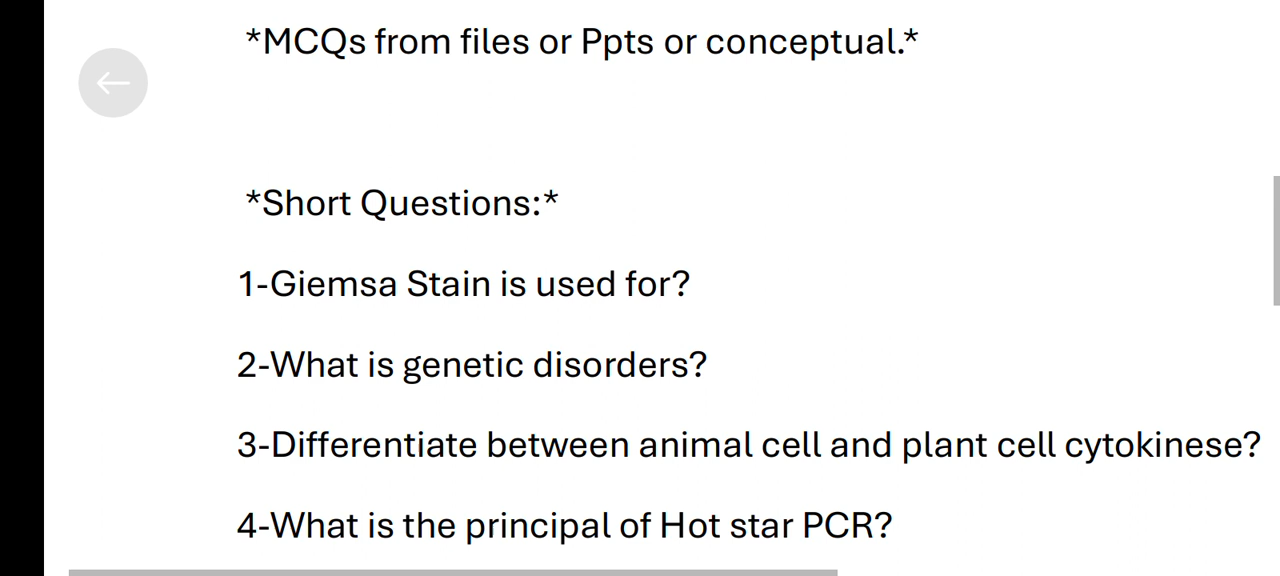 *MCQs from files or Ppts or conceptual.*
*Short Questions:*
1-Giemsa Stain is used for?
2-What is genetic disorders?
3-Differentiate between animal cell and plant cell cytokinese?
4-What is the principal of Hot star PCR?